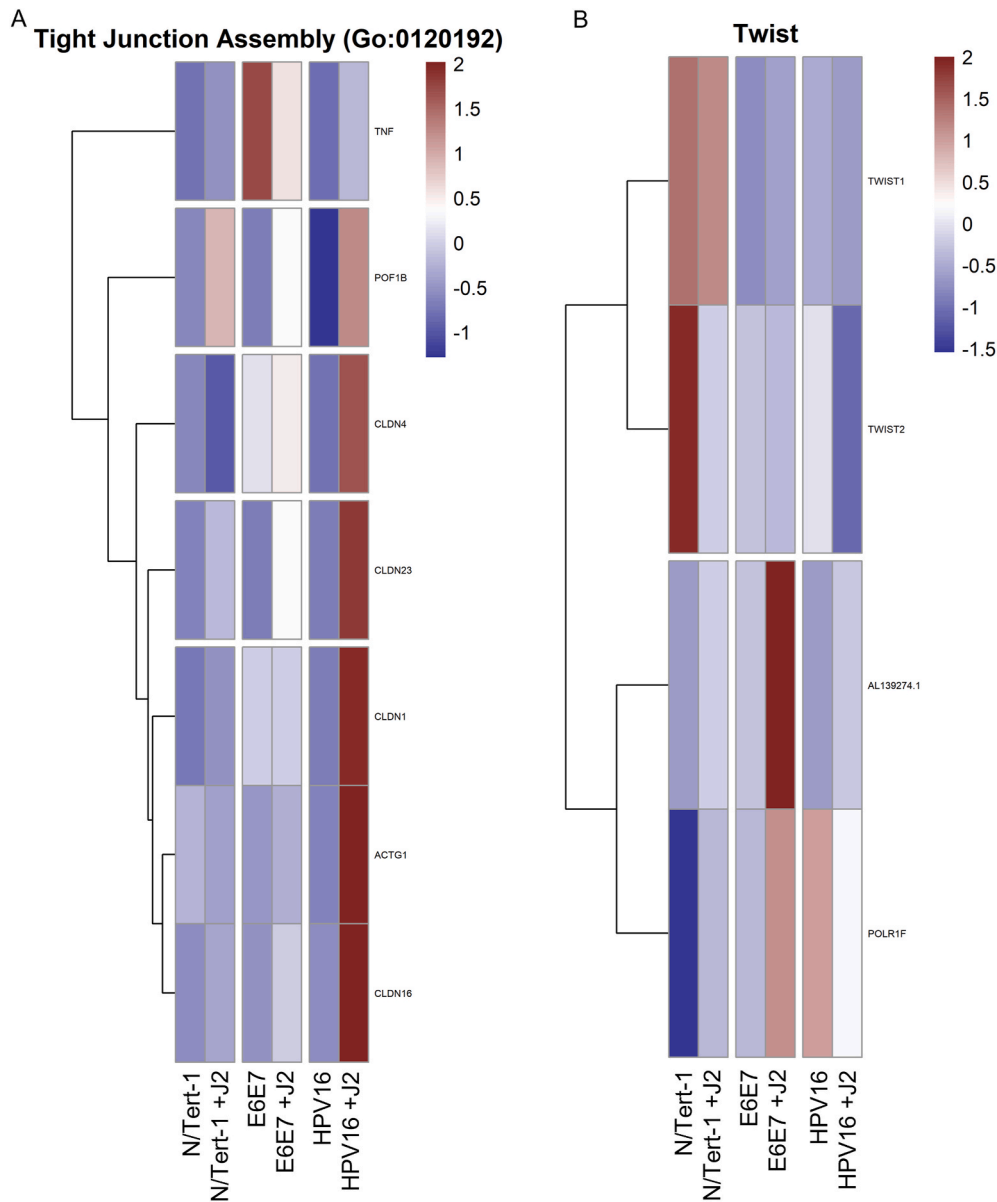 A
Tight Junction Assembly (Go:0120192)
2
1.5
1
0.5
0
-0.5
-1
TNF
POF1B
CLDN4
CLDN23
CLDN1
ACTG1
CLDN16
N/Tert-1
N/Tert-1 +J2
E6E7
E6E7 +J2
HPV16
HPV16 +J2
B
Twist
2
1.5
1
0.5
0
-0.5
-1
-1.5
TWIST1
TWIST2
AL139274.1
POLR1F
N/Tert-1
N/Tert-1 +J2
E6E7
E6E7 +J2
HPV16
HPV16 +J2